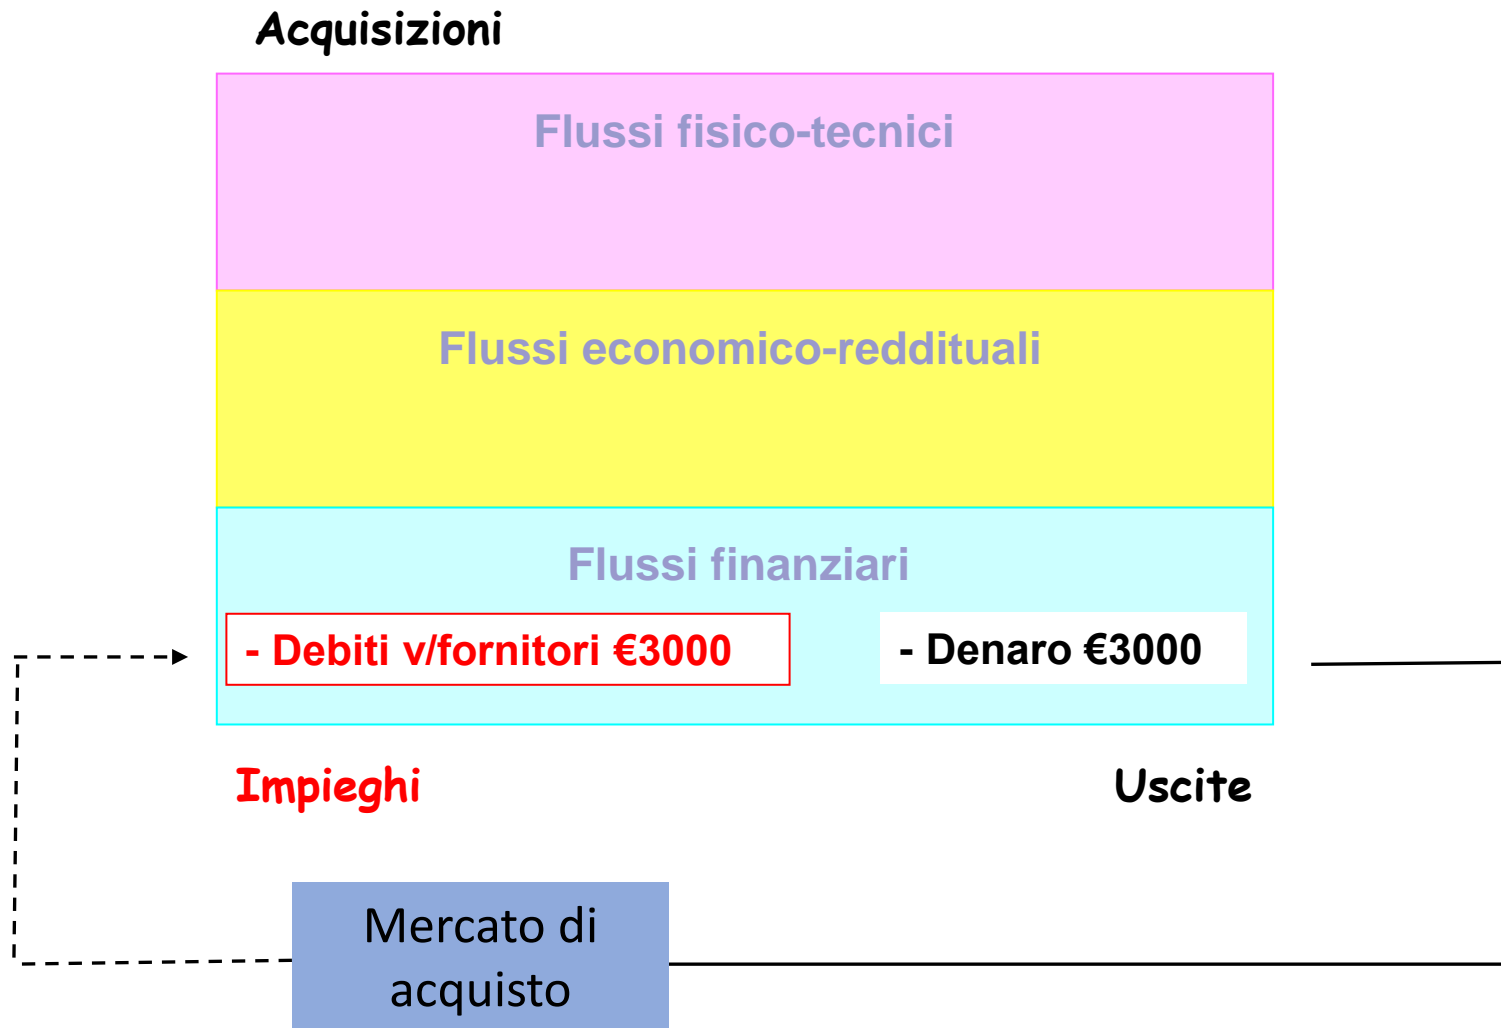 Acquisizioni
Flussi fisico-tecnici
Flussi economico-reddituali
Flussi finanziari
- Debiti v/fornitori €3000
- Denaro €3000
Impieghi
Uscite
Mercato di
acquisto